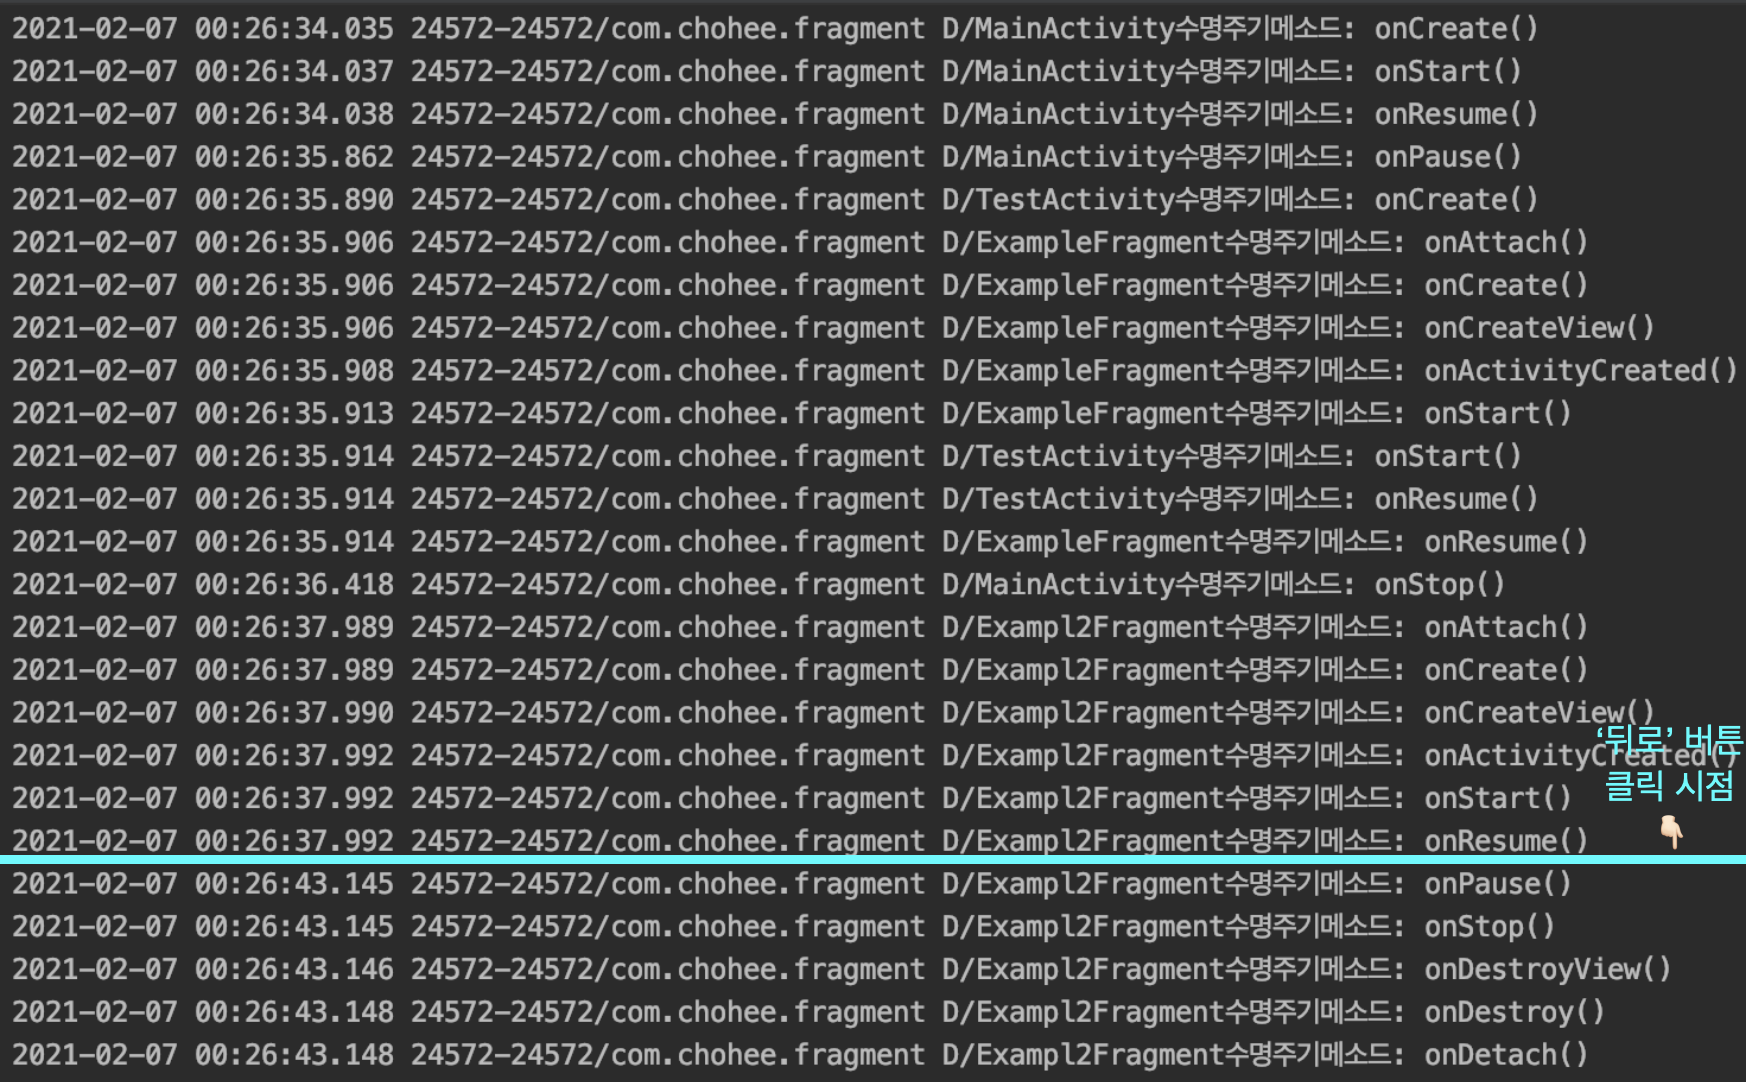 2021-02-07 00:26:34.035 24572-24572/com.chohee.fragment D/MainActivity수명주기메소드: onCreate()
2021-02-07 00:26:34.037 24572-24572/com.chohee.fragment D/MainActivity수명주기메소드: onStart()
2021-02-07 00:26:34.038 24572-24572/com.chohee.fragment D/MainActivity수명주기메소드: onResume()
2021-02-07 00:26:35.862 24572-24572/com.chohee.fragment D/MainActivity수명주기메소드: onPause()
2021-02-07 00:26:35.890 24572-24572/com.chohee.fragment D/TestActivity수명주기메소드: onCreate()
2021-02-07 00:26:35.906 24572-24572/com.chohee.fragment D/ExampleFragment수명주기메소드: onAttach()
2021-02-07 00:26:35.906 24572-24572/com.chohee.fragment D/ExampleFragment수명주기메소드: onCreate()
2021-02-07 00:26:35.906 24572-24572/com.chohee.fragment D/ExampleFragment수명주기메소드: onCreateView()
2021-02-07 00:26:35.908 24572-24572/com.chohee.fragment D/ExampleFragment수명주기메소드: onActivityCreated()
2021-02-07 00:26:35.913 24572-24572/com.chohee.fragment D/ExampleFragment수명주기메소드: onStart()
2021-02-07 00:26:35.914 24572-24572/com.chohee.fragment D/TestActivity수명주기메소드: onStart()
2021-02-07 00:26:35.914 24572-24572/com.chohee.fragment D/TestActivity수명주기메소드: onResume()
2021-02-07 00:26:35.914 24572-24572/com.chohee.fragment D/ExampleFragment수명주기메소드: onResume()
2021-02-07 00:26:36.418 24572-24572/com.chohee.fragment D/MainActivity수명주기메소드: onStop()
2021-02-07 00:26:37.989 24572-24572/com.chohee.fragment D/Exampl2Fragment수명주기메소드: onAttach()
2021-02-07 00:26:37.989 24572-24572/com.chohee.fragment D/Exampl2Fragment수명주기메소드: onCreate()
2021-02-07 00:26:37.990 24572-24572/com.chohee.fragment D/Exampl2Fragment수명주기메소드: onCreateView()
2021-02-07 00:26:37.992 24572-24572/com.chohee.fragment D/Exampl2Fragment수명주기메소드: onActivityCreated()
2021-02-07 00:26:37.992 24572-24572/com.chohee.fragment D/Exampl2Fragment수명주기메소드: onStart()
2021-02-07 00:26:37.992 24572-24572/com.chohee.fragment D/Exampl2Fragment수명주기메소드: onResume()
‘뒤로’ 버튼
클릭 시점
2021-02-07 00:26:43.145 24572-24572/com.chohee.fragment D/Exampl2Fragment수명주기메소드: onPause()
2021-02-07 00:26:43.145 24572-24572/com.chohee.fragment D/Exampl2Fragment수명주기메소드: onStop()
2021-02-07 00:26:43.146 24572-24572/com.chohee.fragment D/Exampl2Fragment수명주기메소드: onDestroyView()
2021-02-07 00:26:43.148 24572-24572/com.chohee.fragment D/Exampl2Fragment수명주기메소드: onDestroy()
2021-02-07 00:26:43.148 24572-24572/com.chohee.fragment D/Exampl2Fragment수명주기메소드: onDetach()